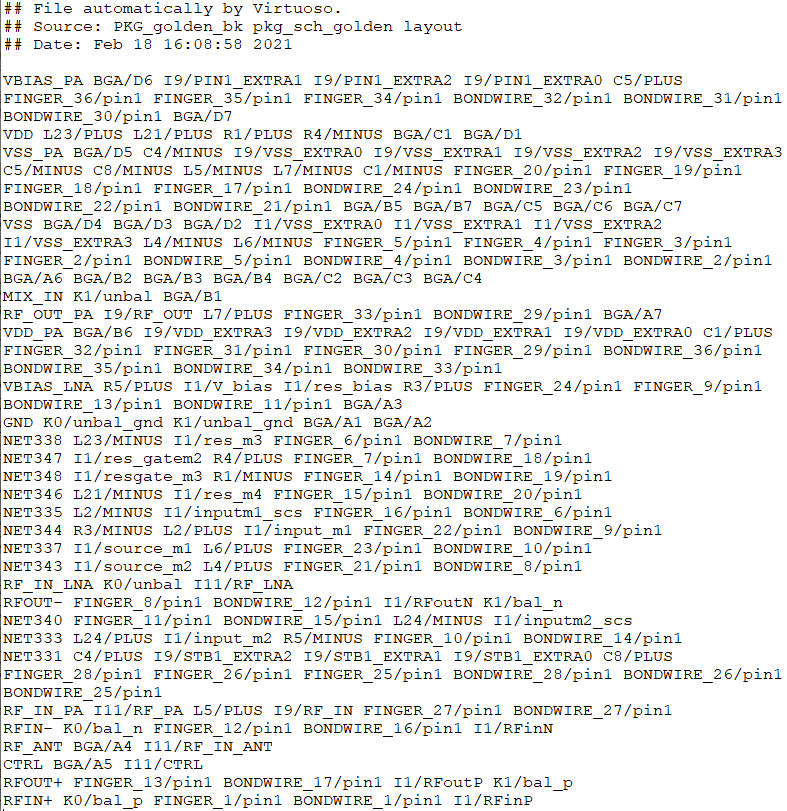 ## File automatically by Virtuoso.
## Source: PKG_golden_bk pkg_sch_golden layout
## Date: Feb 18 16:08:58 2021
VBIAS_PA BGA/D6 I9/PIN1_EXTRA1 I9/PIN1_EXTRA2 I9/PIN1_EXTRA0 C5/PLUS
FINGER_36/pin1 FINGER_35/pin1 FINGER_34/pin1 BONDWIRE_32/pin1 BONDWIRE_31/pin1
BONDWIRE_30/pin1 BGA/D7
VDD L23/PLUS L21/PLUS R1/PLUS R4/MINUS BGA/C1 BGA/D1
VSS_PA BGA/D5 C4/MINUS I9/VSS_EXTRA0 I9/VSS_EXTRA1 I9/VSS_EXTRA2 I9/VSS_EXTRA3
C5/MINUS C8/MINUS L5/MINUS L7/MINUS C1/MINUS FINGER_20/pin1 FINGER_19/pin1
FINGER_18/pin1 FINGER_17/pin1 BONDWIRE_24/pin1 BONDWIRE_23/pin1
BONDWIRE_22/pin1 BONDWIRE_21/pin1 BGA/B5 BGA/B7 BGA/C5 BGA/C6 BGA/C7
VSS BGA/D4 BGA/D3 BGA/D2 I1/VSS_EXTRA0 I1/VSS_EXTRA1 I1/VSS_EXTRA2
I1/VSS_EXTRA3 L4/MINUS L6/MINUS FINGER_5/pin1 FINGER_4/pin1 FINGER_3/pin1
FINGER_2/pin1 BONDWIRE_5/pin1 BONDWIRE_4/pin1 BONDWIRE_3/pin1 BONDWIRE_2/pin1
BGA/A6 BGA/B2 BGA/B3 BGA/B4 BGA/C2 BGA/C3 BGA/C4
MIX_IN K1/unbal BGA/B1
RF_OUT_PA I9/RF_OUT L7/PLUS FINGER_33/pin1 BONDWIRE_29/pin1 BGA/A7
VDD_PA BGA/B6 I9/VDD_EXTRA3 I9/VDD_EXTRA2 I9/VDD_EXTRA1 I9/VDD_EXTRA0 C1/PLUS
FINGER_32/pin1 FINGER_31/pin1 FINGER_30/pin1 FINGER_29/pin1 BONDWIRE_36/pin1
BONDWIRE_35/pin1 BONDWIRE_34/pin1 BONDWIRE_33/pin1
VBIAS_LNA R5/PLUS I1/V_bias I1/res_bias R3/PLUS FINGER_24/pin1 FINGER_9/pin1
BONDWIRE_13/pin1 BONDWIRE_11/pin1 BGA/A3
GND K0/unbal_gnd K1/unbal_gnd BGA/A1 BGA/A2
NET338 L23/MINUS I1/res_m3 FINGER_6/pin1 BONDWIRE_7/pin1
NET347 I1/res_gatem2 R4/PLUS FINGER_7/pin1 BONDWIRE_18/pin1
NET348 I1/resgate_m3 R1/MINUS FINGER_14/pin1 BONDWIRE_19/pin1
NET346 L21/MINUS I1/res_m4 FINGER_15/pin1 BONDWIRE_20/pin1
NET335 L2/MINUS I1/inputm1_scs FINGER_16/pin1 BONDWIRE_6/pin1
NET344 R3/MINUS L2/PLUS I1/input_m1 FINGER_22/pin1 BONDWIRE_9/pin1
NET337 I1/source_m1 L6/PLUS FINGER_23/pin1 BONDWIRE_10/pin1
NET343 I1/source_m2 L4/PLUS FINGER_21/pin1 BONDWIRE_8/pin1
RF_IN_LNA K0/unbal I11/RF_LNA
RFOUT- FINGER_8/pin1 BONDWIRE_12/pin1 I1/RFoutN K1/bal_n
NET340 FINGER_11/pin1 BONDWIRE_15/pin1 L24/MINUS I1/inputm2_scs
NET333 L24/PLUS I1/input_m2 R5/MINUS FINGER_10/pin1 BONDWIRE_14/pin1
NET331 C4/PLUS I9/STB1_EXTRA2 I9/STB1_EXTRA1 I9/STB1_EXTRA0 C8/PLUS
FINGER_28/pin1 FINGER_26/pin1 FINGER_25/pin1 BONDWIRE_28/pin1 BONDWIRE_26/pin1
BONDWIRE_25/pin1
RF_IN_PA I11/RF_PA L5/PLUS I9/RF_IN FINGER_27/pin1 BONDWIRE_27/pin1
RFIN- K0/bal_n FINGER_12/pin1 BONDWIRE_16/pin1 I1/RFinN
RF_ANT BGA/A4 I11/RF_IN_ANT
CTRL BGA/A5 I11/CTRL
RFOUT+ FINGER_13/pin1 BONDWIRE_17/pin1 I1/RFoutP K1/bal_p
RFIN+ K0/bal_p FINGER_1/pin1 BONDWIRE_1/pin1 I1/RFinP